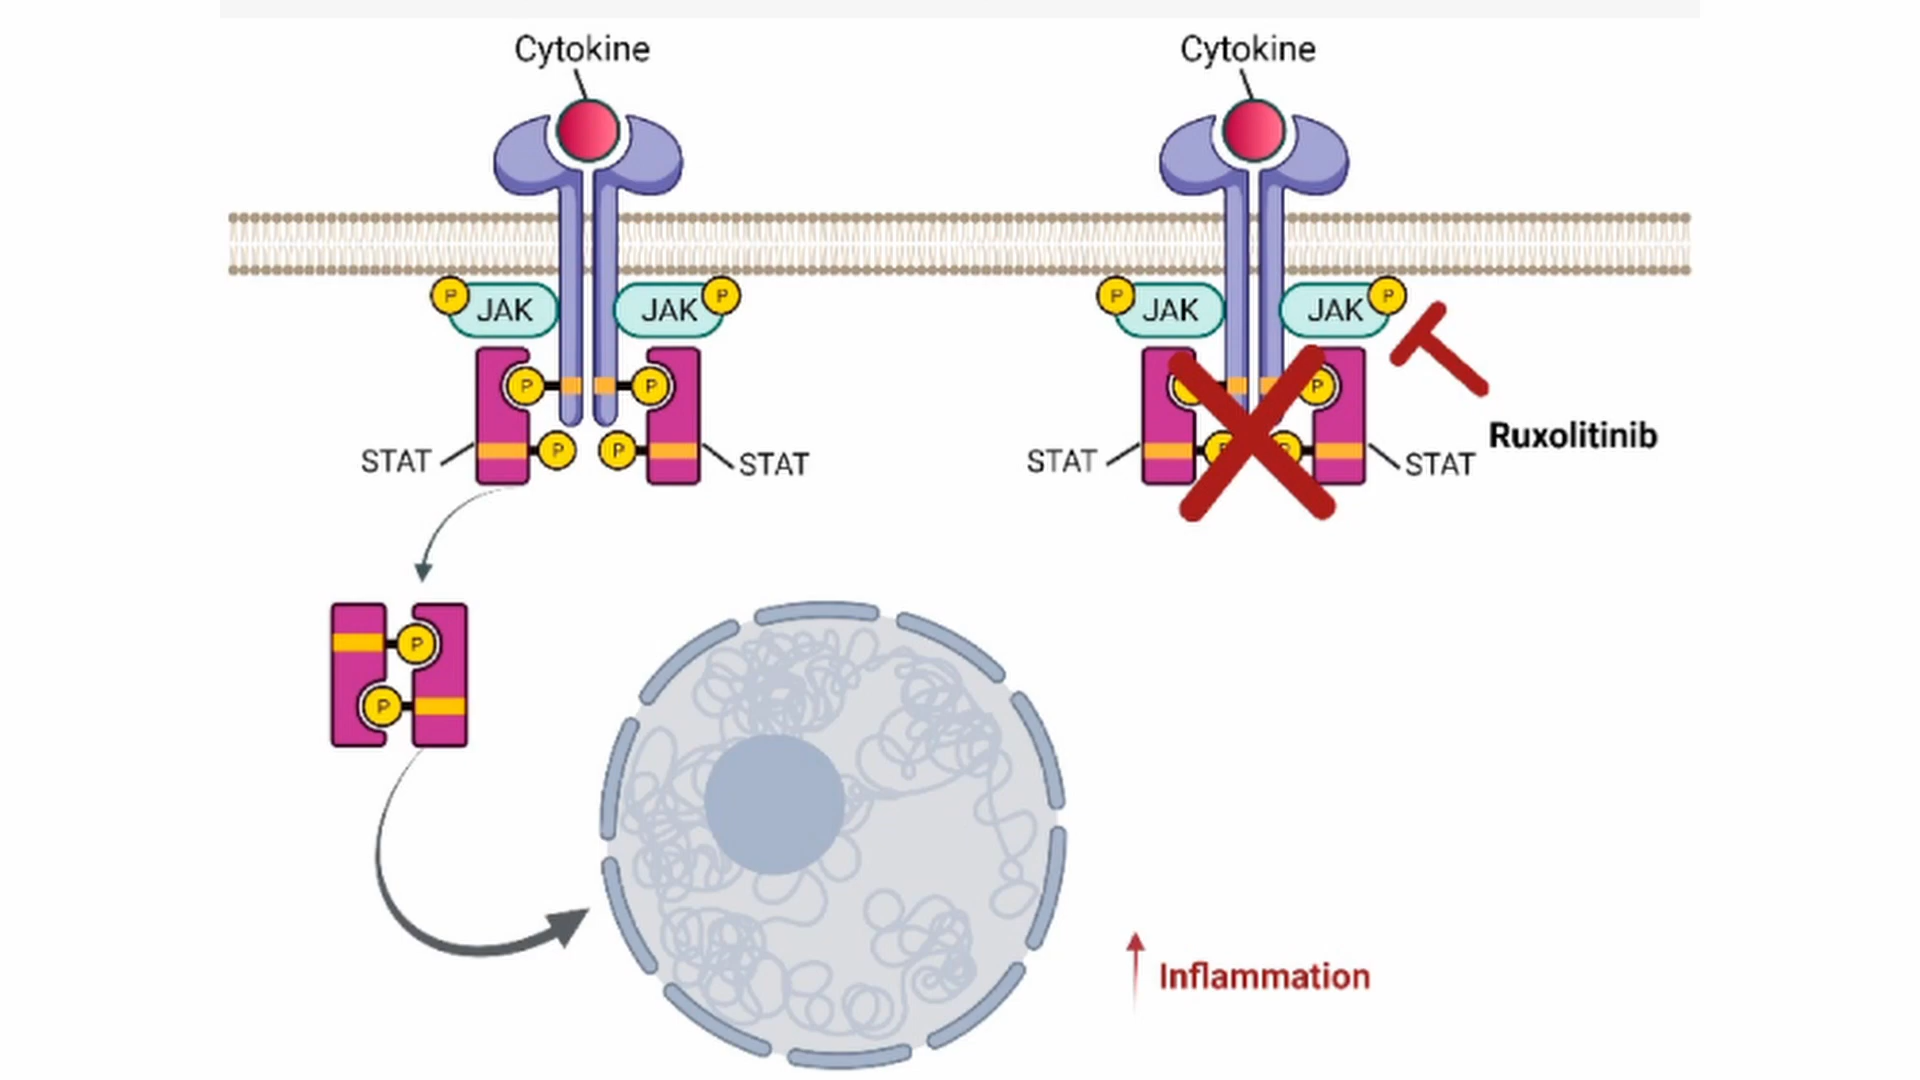 Cytokine
Cytokine
P
JAK
JAK
P
P
JAK
JAK
P
P
P
P
P
P
STAT
STAT
STAT
STAT
Ruxolitinib
P
P
Inflammation